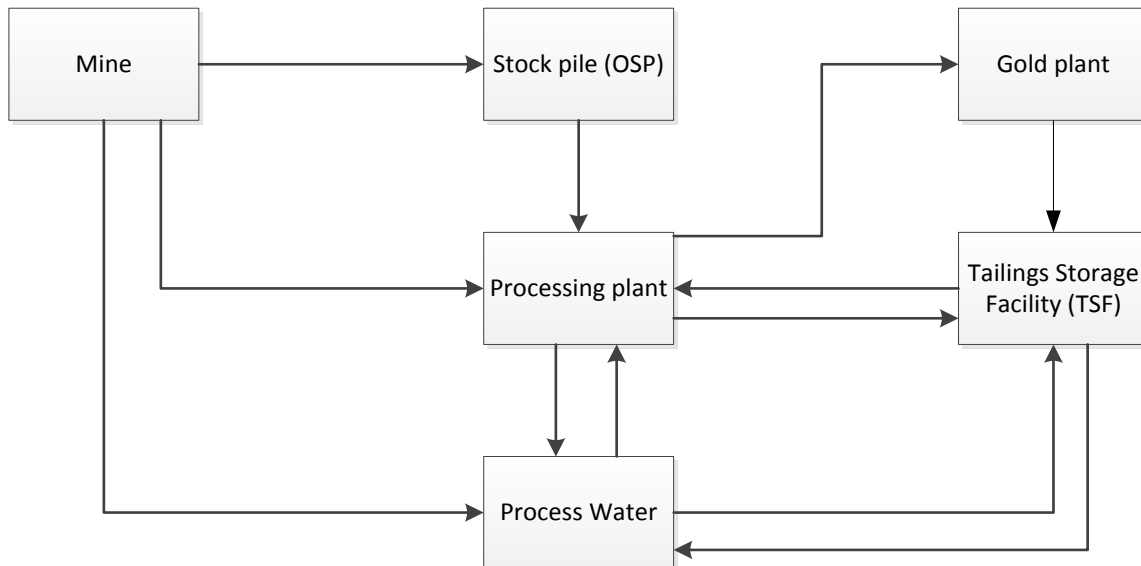 Mine
Stock pile (OSP)
Gold plant
Processing plant
Tailings Storage
Facility (TSF)
Process Water